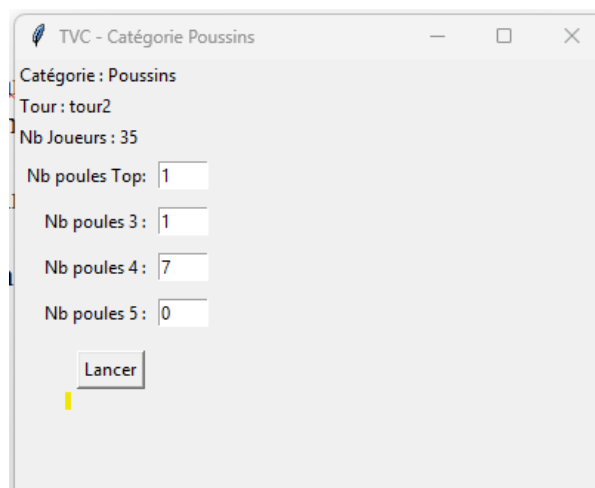 TVC - Catégorie Poussins
Catégorie : Poussins
Tour : tour2
Nb Joueurs : 35
Nb poules Top: 1
Nb poules 3 : 1
Nb poules 4 : 7
Nb poules 5 : 0
Lancer